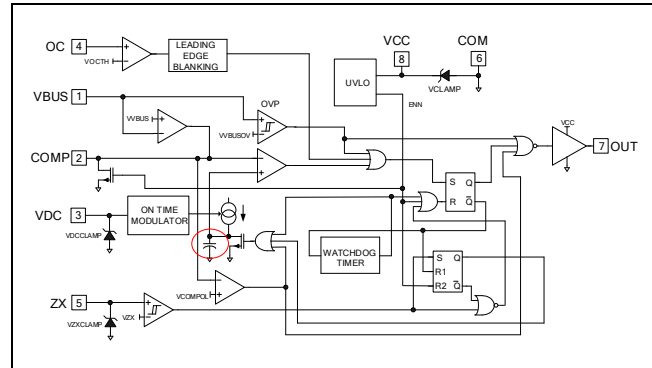 OC 4
VOCTH
LEADING
EDGE
BLANKING
VCC
8
COM
6
UVLO
VCLAMP
ENN
VBUS 1
VVBUS
OVP
VVBUSOV
VCC
7 OUT
COMP 2
S Q
R Q
VDC 3
VDCCLAMP
ON TIME
MODULATOR
WATCHDOG
TIMER
S Q
R1
R2 Q
VCOMPOL
ZX 5
VZXCLAMP
VZX